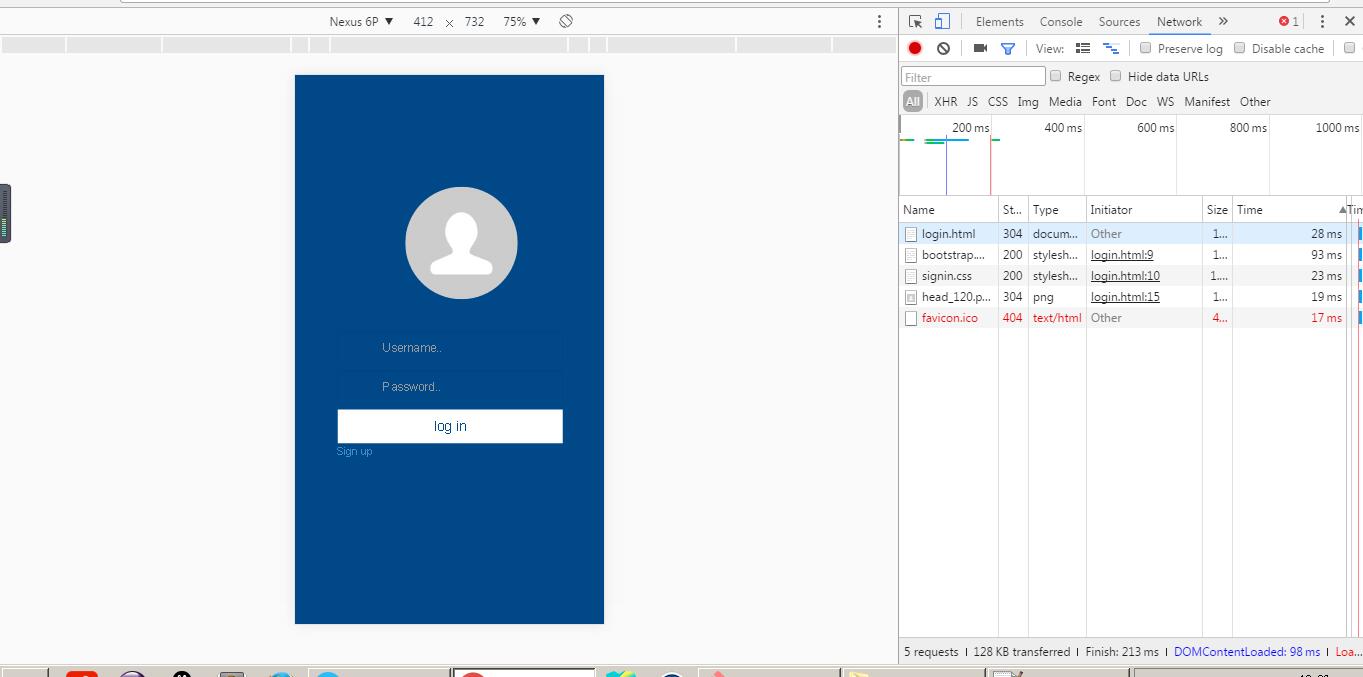 Nexus 6P ▼ 412 × 732 75% ▼
Elements Console Sources Network » 1
View: Preserve log Disable cache
Filter Regex Hide data URLs
All XHR JS CSS Img Media Font Doc WS Manifest Other
200 ms 400 ms 600 ms 800 ms 1000 ms
Name St... Type Initiator Size Time ▲ Tim
login.html 304 docum... Other 1... 28 ms
bootstrap.... 200 stylesh... login.html:9 1... 93 ms
signin.css 200 stylesh... login.html:10 1.... 23 ms
head_120.p... 304 png login.html:15 1... 19 ms
favicon.ico 404 text/html Other 4... 17 ms
Username..
Password..
log in
Sign up
5 requests | 128 KB transferred | Finish: 213 ms | DOMContentLoaded: 98 ms | Loa...